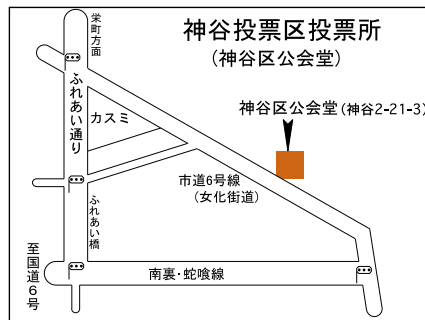 神谷投票区投票所
(神谷区公会堂)
栄町方面
ふれあい通り
カスミ
神谷区公会堂(神谷2-21-3)
市道6号線
(女化街道)
ふれあい橋
至国道6号
南裏・蛇喰線